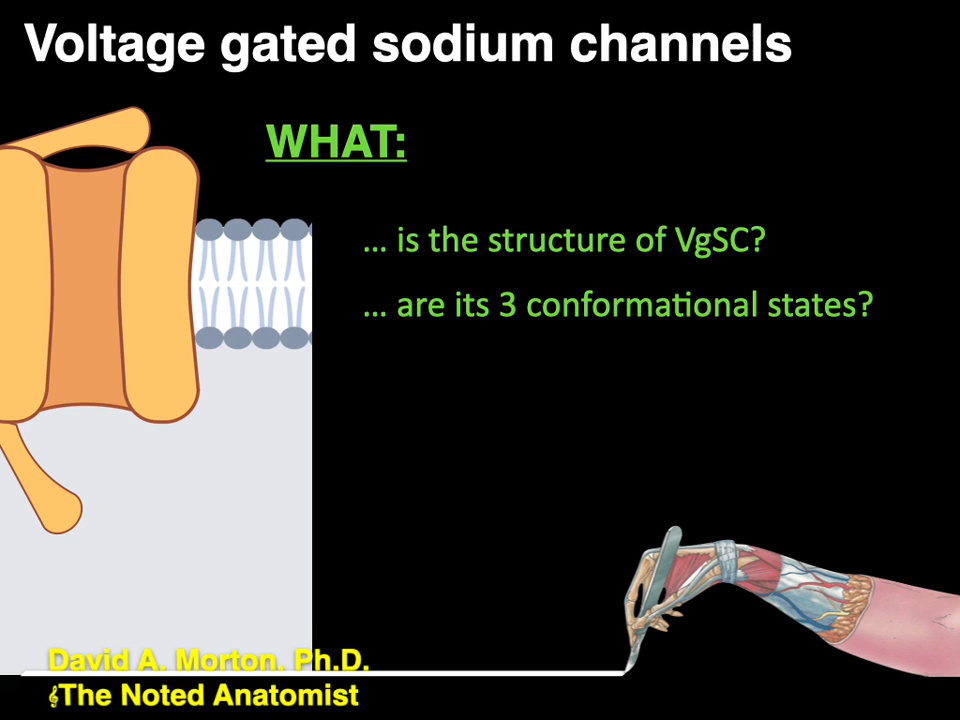 Voltage gated sodium channels
WHAT:
... is the structure of VgSC?
... are its 3 conformational states?
David A. Morton, Ph.D.
The Noted Anatomist